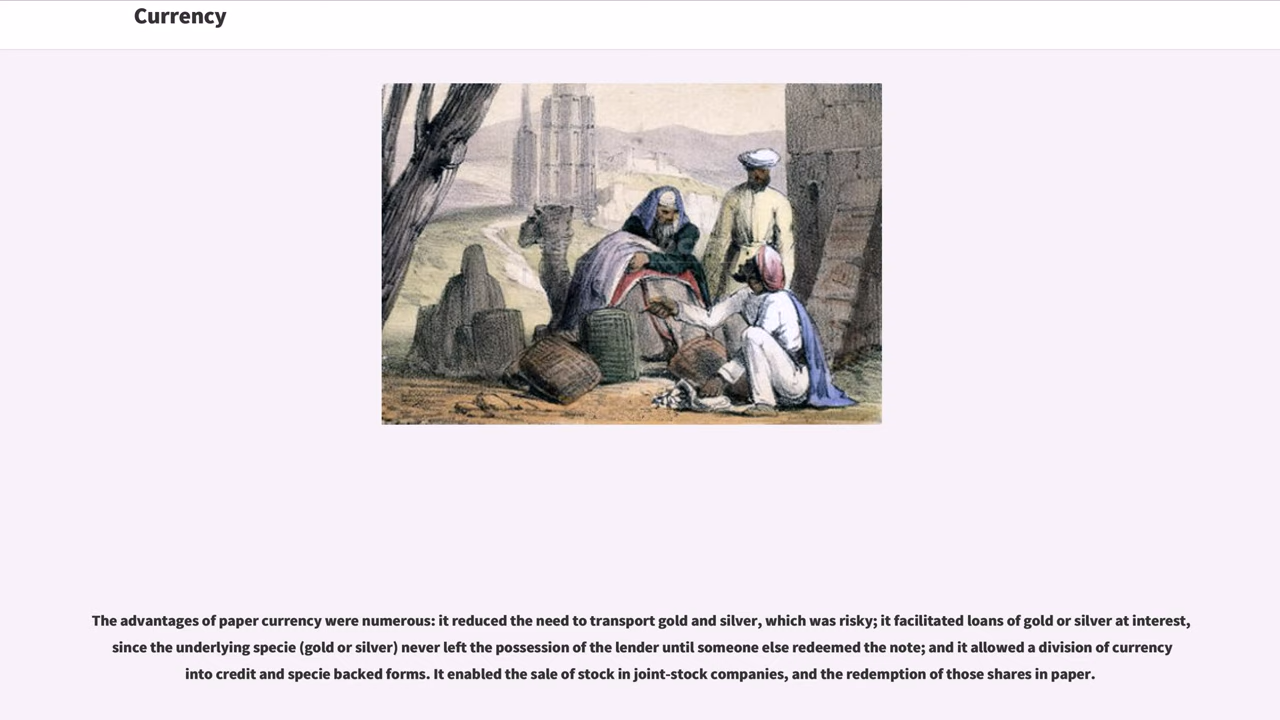 Currency
The advantages of paper currency were numerous: it reduced the need to transport gold and silver, which was risky; it facilitated loans of gold or silver at interest,
since the underlying specie (gold or silver) never left the possession of the lender until someone else redeemed the note; and it allowed a division of currency
into credit and specie backed forms. It enabled the sale of stock in joint-stock companies, and the redemption of those shares in paper.